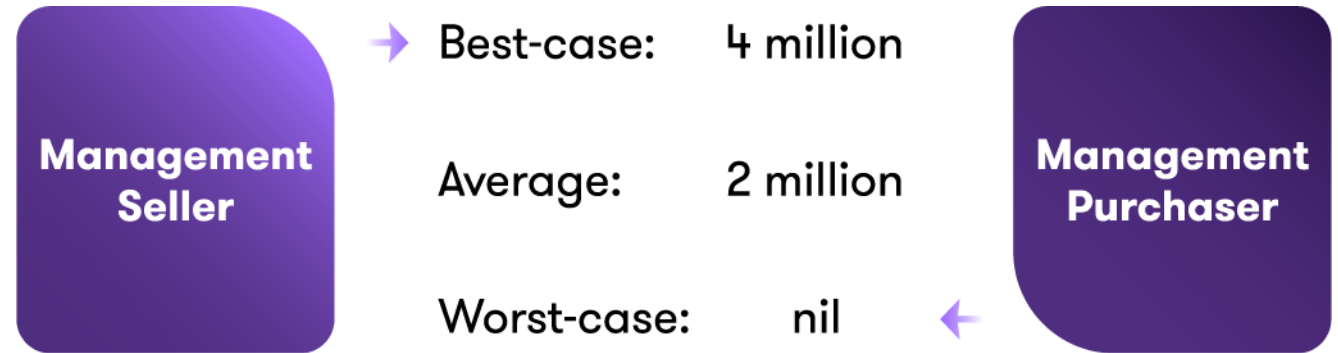 Management
Seller
Best-case: 4 million
Average: 2 million
Worst-case: nil
Management
Purchaser